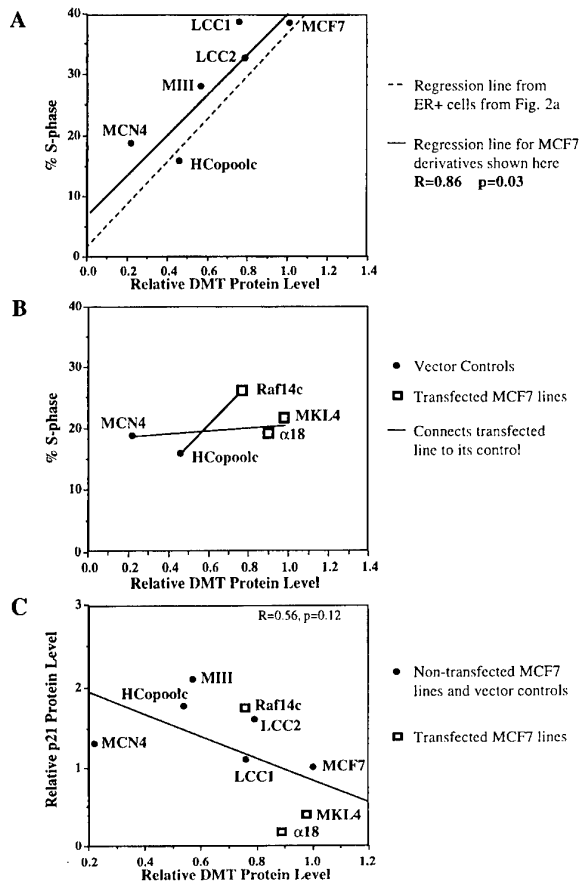 A
40
30
20
10
0
% S-phase
LCC1
MCF7
LCC2
MIII
MCN4
HCopoolc
0.0 0.2 0.4 0.6 0.8 1.0 1.2 1.4
Relative DMT Protein Level
Regression line from
ER+ cells from Fig. 2a
Regression line for MCF7
derivatives shown here
R=0.86 p=0.03
B
40
30
20
10
0
% S-phase
Raf14c
MKL4
MCN4
α18
HCopoolc
0.0 0.2 0.4 0.6 0.8 1.0 1.2 1.4
Relative DMT Protein Level
Vector Controls
Transfected MCF7 lines
Connects transfected
line to its control
C
3
2
1
0
Relative p21 Protein Level
R=0.56, p=0.12
MIII
HCopoolc
Raf14c
LCC2
MCN4
LCC1
MCF7
MKL4
α18
0.2 0.4 0.6 0.8 1.0 1.2
Relative DMT Protein Level
Non-transfected MCF7
lines and vector controls
Transfected MCF7 lines